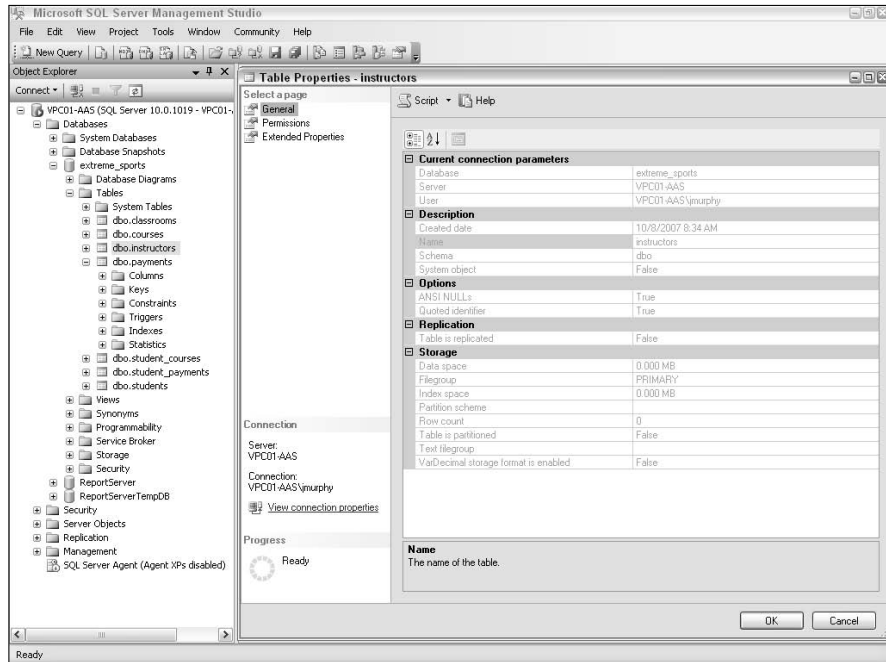 Microsoft SQL Server Management Studio
File Edit View Project Tools Window Community Help
New Query
Object Explorer
Connect
VPC01-AAS (SQL Server 10.0.1019 - VPC01-
Databases
System Databases
Database Snapshots
extreme_sports
Database Diagrams
Tables
System Tables
dbo.classrooms
dbo.courses
dbo.instructors
dbo.payments
Columns
Keys
Constraints
Triggers
Indexes
Statistics
dbo.student_courses
dbo.student_payments
dbo.students
Views
Synonyms
Programmability
Service Broker
Storage
Security
ReportServer
ReportServerTempDB
Security
Server Objects
Replication
Management
SQL Server Agent (Agent XPs disabled)
Table Properties - instructors
Select a page
General
Permissions
Extended Properties
Connection
Server:
VPC01-AAS
Connection:
VPC01-AAS\jmurphy
View connection properties
Progress
Ready
Script Help
Current connection parameters
Database extreme_sports
Server VPC01-AAS
User VPC01-AAS\jmurphy
Description
Created date 10/8/2007 8:34 AM
Name instructors
Schema dbo
System object False
Options
ANSI NULLs True
Quoted identifier True
Replication
Table is replicated False
Storage
Data space 0.000 MB
Filegroup PRIMARY
Index space 0.000 MB
Partition scheme
Row count 0
Table is partitioned False
Text filegroup
VarDecimal storage format is enabled False
Name
The name of the table.
OK Cancel
Ready